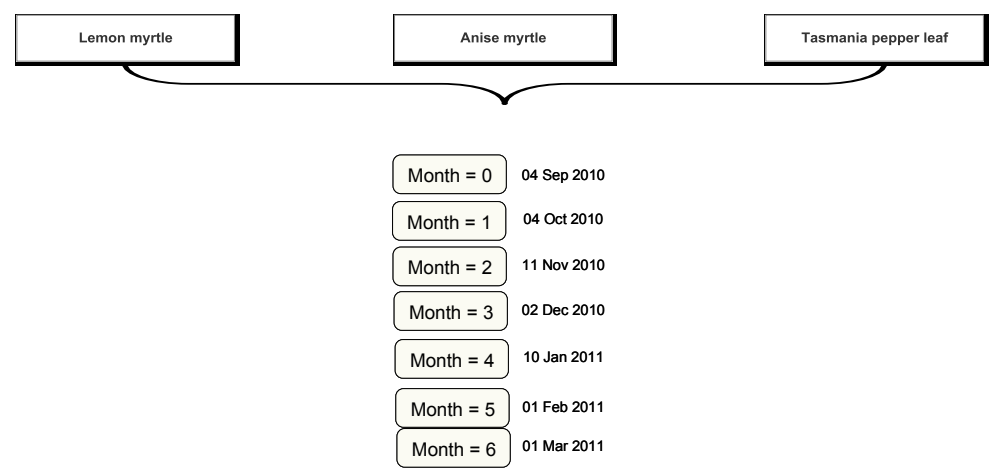 Lemon myrtle Anise myrtle Tasmania pepper leaf
Month = 0 04 Sep 2010
Month = 1 04 Oct 2010
Month = 2 11 Nov 2010
Month = 3 02 Dec 2010
Month = 4 10 Jan 2011
Month = 5 01 Feb 2011
Month = 6 01 Mar 2011